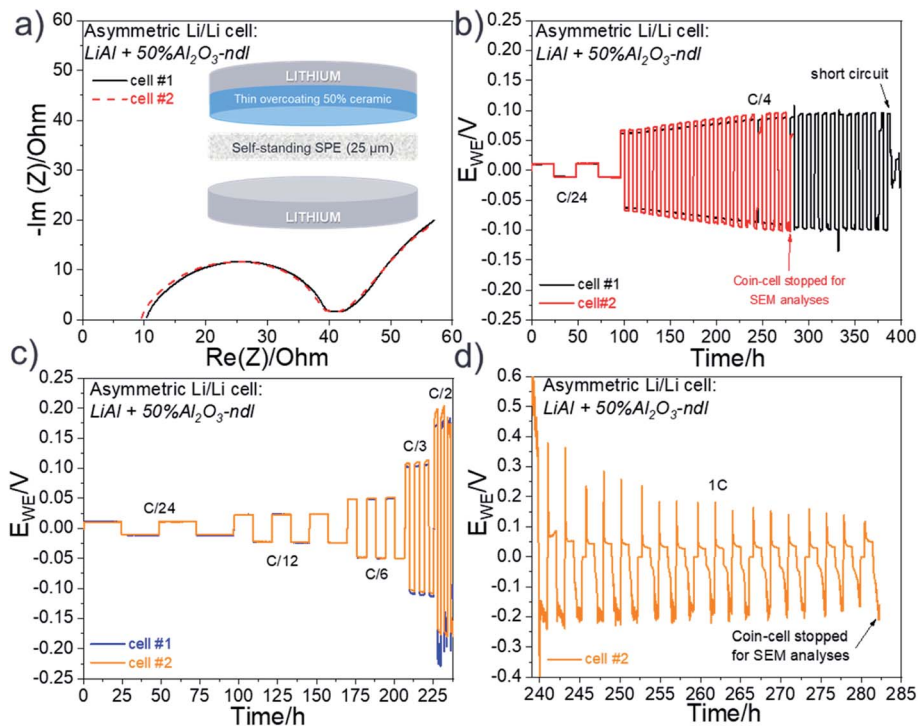 a)
Asymmetric Li/Li cell:
LiAl + 50%Al₂O₃-ndl
cell #1
cell #2
LITHIUM
Thin overcoating 50% ceramic
Self-standing SPE (25 µm)
LITHIUM
-Im (Z)/Ohm
60
50
40
30
20
10
0
0 10 20 30 40 50 60
Re(Z)/Ohm
b)
Asymmetric Li/Li cell:
LiAl + 50%Al₂O₃-ndl
short circuit
C/4
C/24
cell #1
cell#2
Coin-cell stopped
for SEM analyses
E_WE/V
0.25
0.20
0.15
0.10
0.05
0.00
-0.05
-0.10
-0.15
-0.20
-0.25
0 50 100 150 200 250 300 350 400
Time/h
c)
Asymmetric Li/Li cell:
LiAl + 50%Al₂O₃-ndl
C/2
C/3
C/24
C/12
C/6
cell #1
cell #2
E_WE/V
0.25
0.20
0.15
0.10
0.05
0.00
-0.05
-0.10
-0.15
-0.20
-0.25
0 25 50 75 100 125 150 175 200 225
Time/h
d)
Asymmetric Li/Li cell:
LiAl + 50%Al₂O₃-ndl
1C
Coin-cell stopped
for SEM analyses
cell #2
E_WE/V
0.6
0.5
0.4
0.3
0.2
0.1
0.0
-0.1
-0.2
-0.3
-0.4
240 245 250 255 260 265 270 275 280 285
Time/h